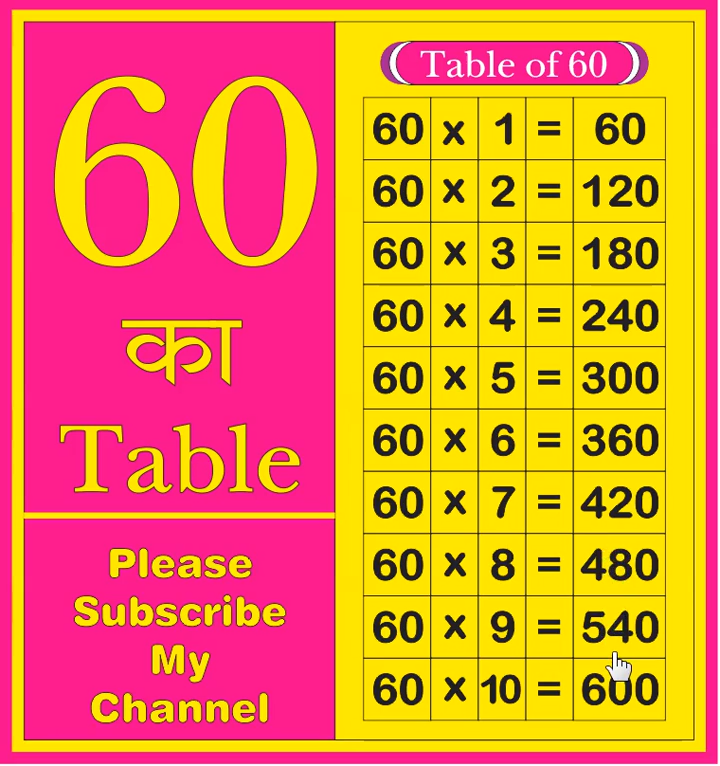 60
का
Table
Please
Subscribe
My
Channel
Table of 60
60 x 1 = 60
60 x 2 = 120
60 x 3 = 180
60 x 4 = 240
60 x 5 = 300
60 x 6 = 360
60 x 7 = 420
60 x 8 = 480
60 x 9 = 540
60 x 10 = 600